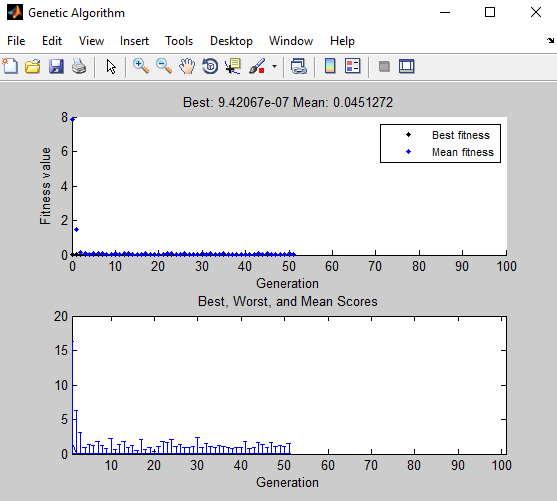 Genetic Algorithm
File Edit View Insert Tools Desktop Window Help
Best: 9.42067e-07 Mean: 0.0451272
8
6
4
2
0
Fitness value
Best fitness
Mean fitness
0 10 20 30 40 50 60 70 80 90 100
Generation
Best, Worst, and Mean Scores
20
15
10
5
0
10 20 30 40 50 60 70 80 90 100
Generation